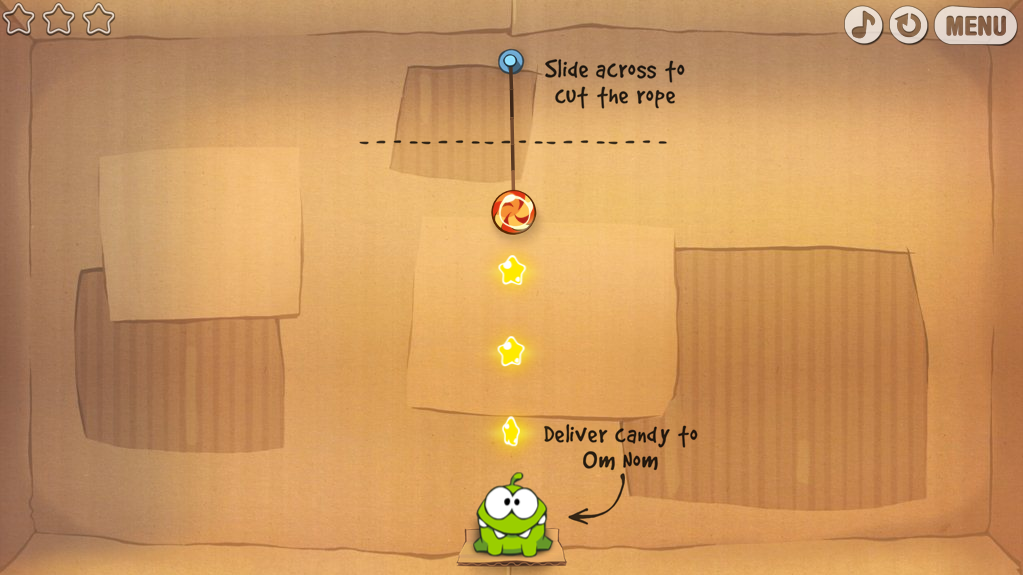 MENU
Slide across to
cut the rope
Deliver candy to
Om Nom